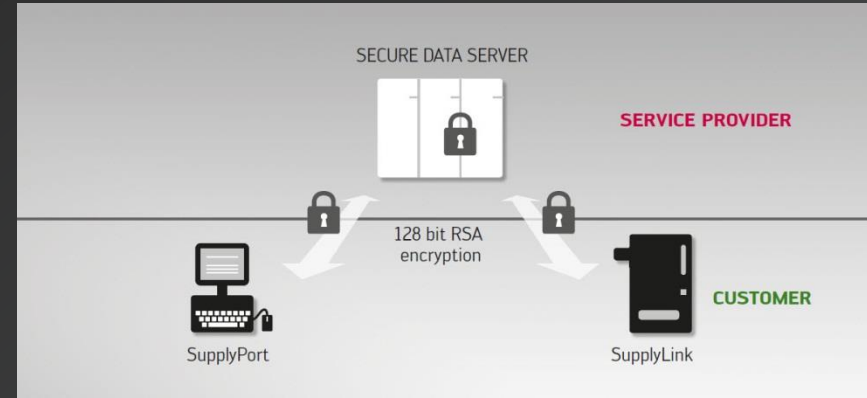 SECURE DATA SERVER
SERVICE PROVIDER
128 bit RSA
encryption
CUSTOMER
SupplyPort
SupplyLink